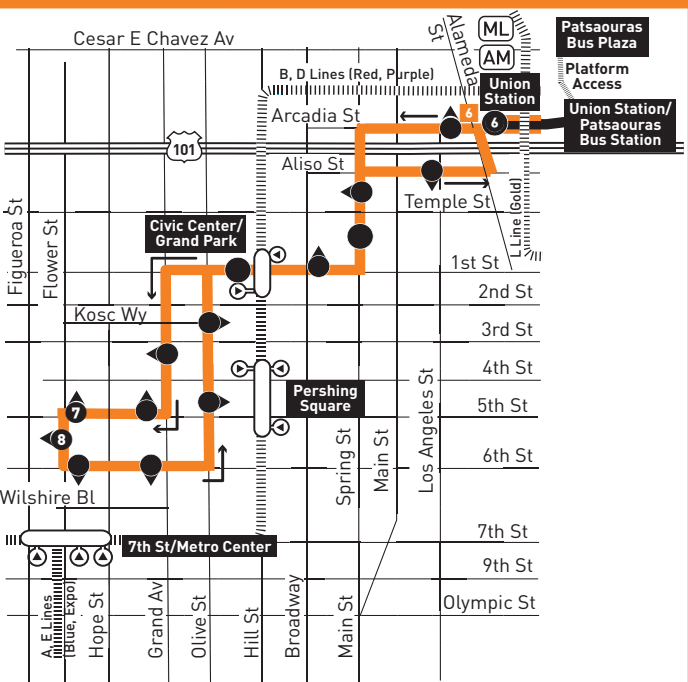 Cesar E Chavez Av
Alameda
St
ML
AM
Patsaouras
Bus Plaza
Platform
Access
B, D Lines (Red, Purple)
Union
Station
Union Station/
Patsaouras
Bus Station
Arcadia St
6
6
101
Aliso St
Temple St
L Line (Gold)
Figueroa St
Flower St
Civic Center/
Grand Park
1st St
2nd St
Kosc Wy
3rd St
4th St
5th St
6th St
Pershing
Square
7
8
Spring St
Main St
Los Angeles St
Wilshire Bl
7th St/Metro Center
7th St
9th St
Olympic St
A, E Lines
(Blue, Expo)
Hope St
Grand Av
Olive St
Hill St
Broadway
Main St